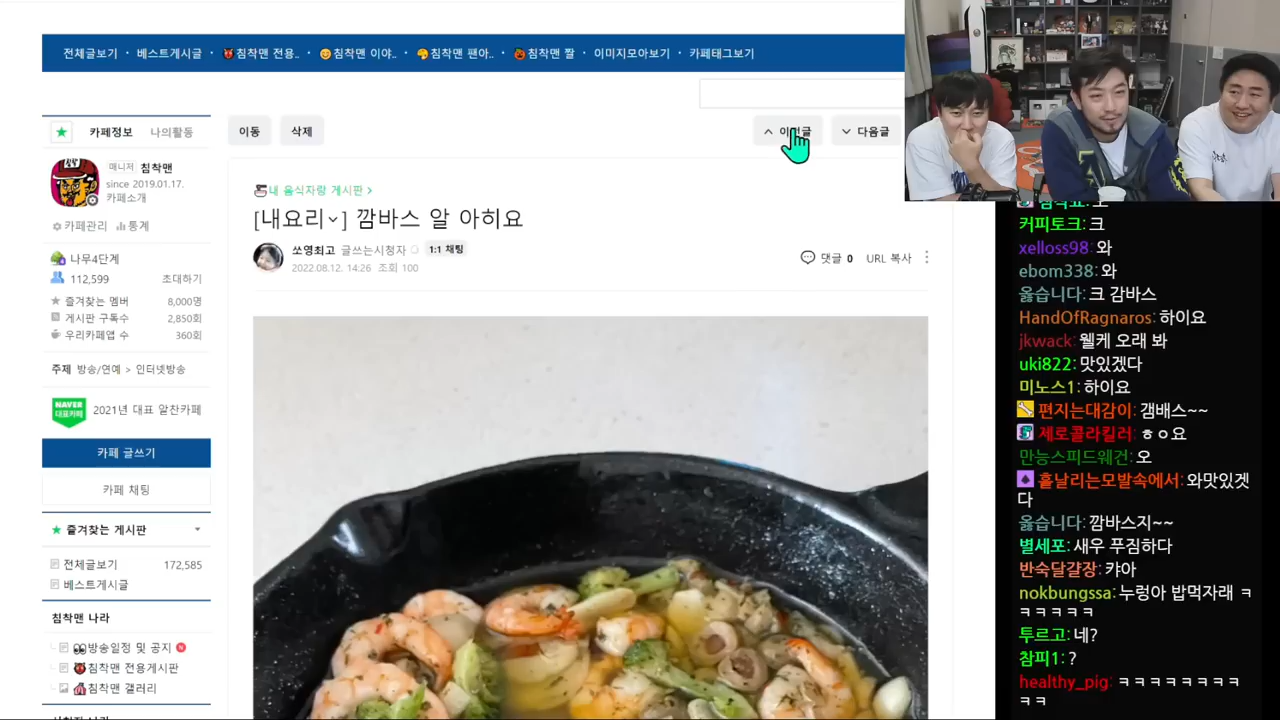 전체글보기 · 베스트게시글 · 침착맨 전용.. · 침착맨 이야.. · 침착맨 팬아.. · 침착맨 짤 · 이미지모아보기 · 카페태그보기
카페정보 나의활동
매니저 침착맨
since 2019.01.17.
카페소개
카페관리 통계
나무4단계
112,599 초대하기
즐겨찾는 멤버 8,000명
게시판 구독수 2,850회
우리카페앱 수 360회
주제 방송/연예 > 인터넷방송
NAVER
대표카페
2021년 대표 알찬카페
카페 글쓰기
카페 채팅
즐겨찾는 게시판
전체글보기 172,585
베스트게시글
침착맨 나라
방송일정 및 공지
침착맨 전용게시판
침착맨 갤러리
이동 삭제
다음글
내 음식자랑 게시판 >
[내요리~] 깜바스 알 아히요
쏘영최고 글쓰는시청자 1:1 채팅
2022.08.12. 14:26 조회 100
댓글 0 URL 복사
커피토크: 크
xelloss98: 와
ebom338: 와
옳습니다: 크 감바스
HandOfRagnaros: 하이요
jkwack: 웰케 오래 봐
uki822: 맛있겠다
미노스1: 하이요
편지는대감이: 갬배스~~
제로콜라킬러: ㅎㅇ요
만능스피드웨건: 오
흩날리는모발속에서: 와맛있겟
다
옳습니다: 깜바스지~~
별세포: 새우 푸짐하다
반숙달걀장: 캬아
nokbungssa: 누렁아 밥먹자래 ㅋ
ㅋㅋㅋㅋㅋ
투르고: 네?
참피1: ?
healthy_pig: ㅋㅋㅋㅋㅋㅋㅋㅋ
ㅋㅋ